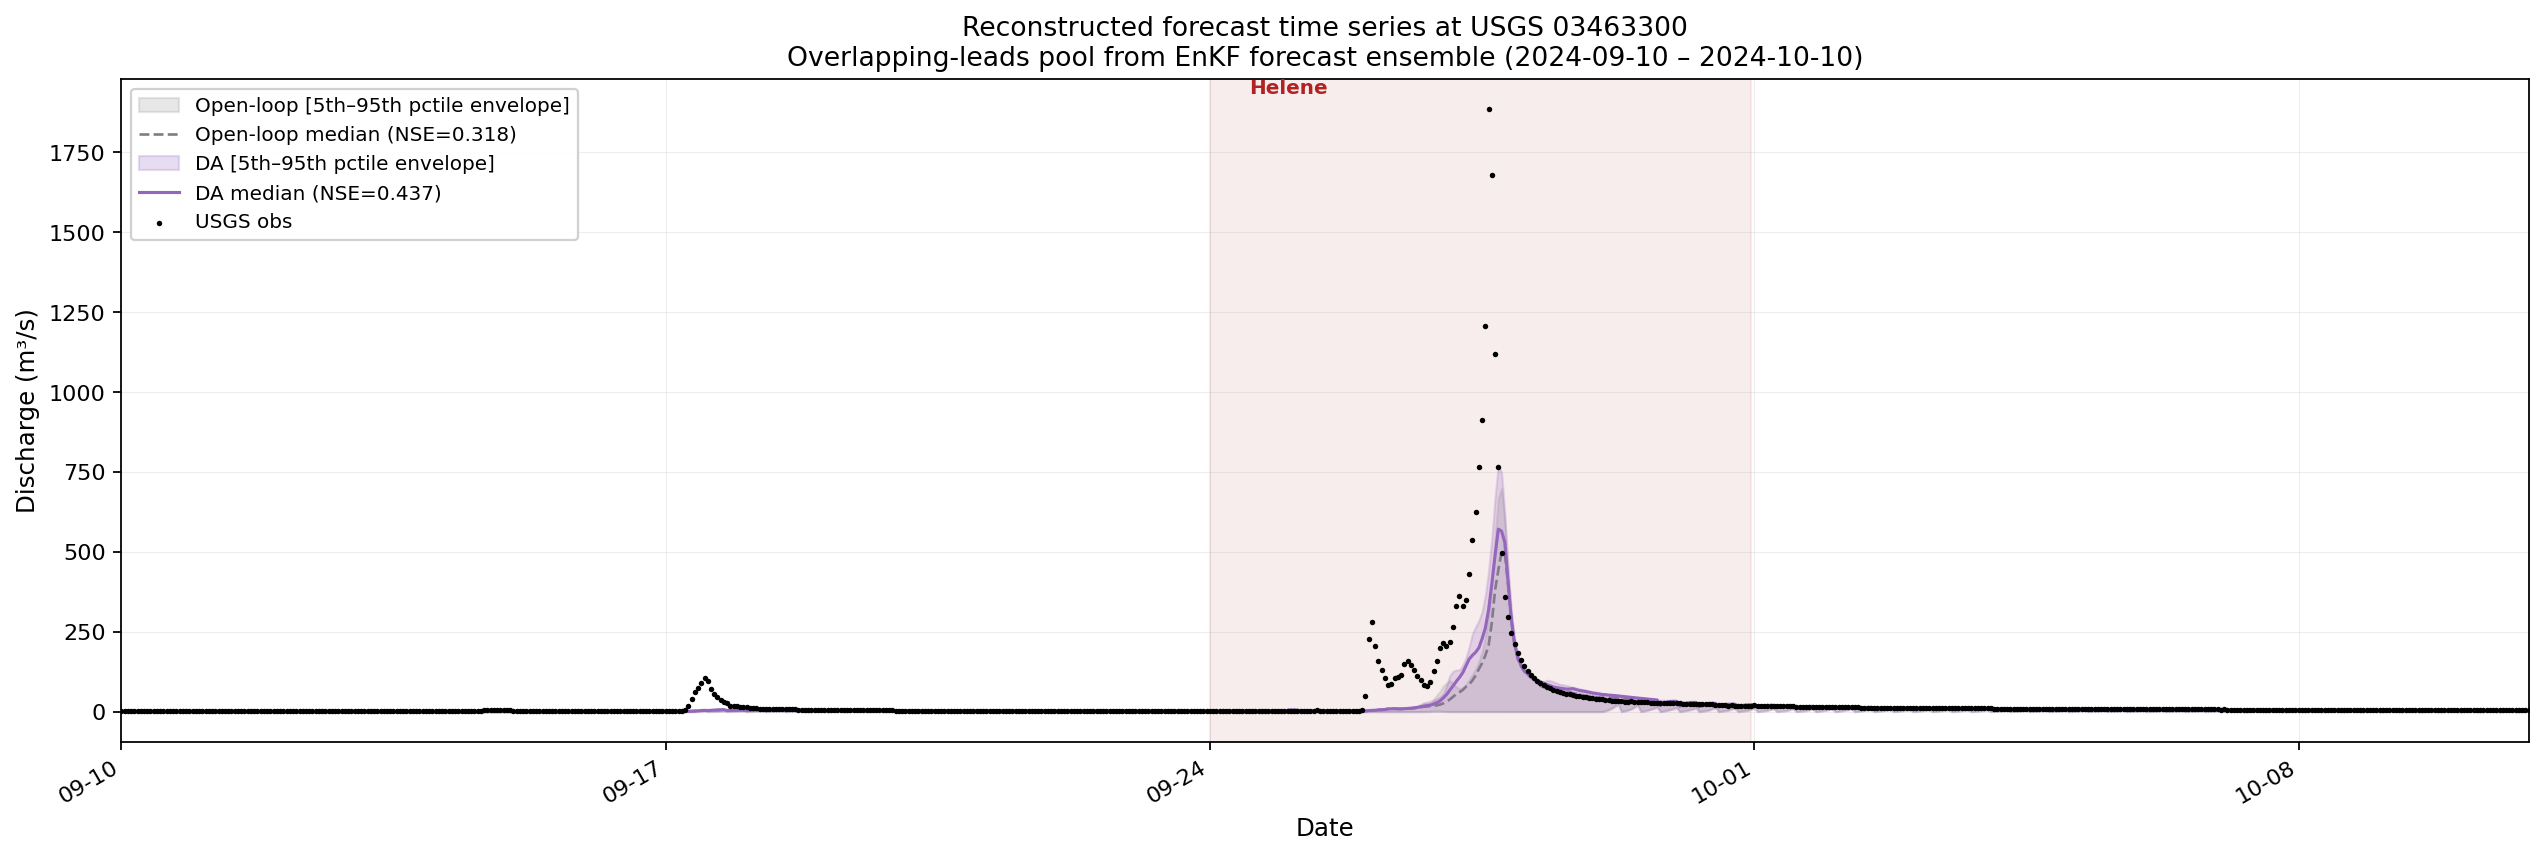 Reconstructed forecast time series at USGS 03463300
Overlapping-leads pool from EnKF forecast ensemble (2024-09-10 – 2024-10-10)
Helene
Open-loop [5th–95th pctile envelope]
Open-loop median (NSE=0.318)
DA [5th–95th pctile envelope]
DA median (NSE=0.437)
USGS obs
Discharge (m³/s)
1750
1500
1250
1000
750
500
250
0
09-10
09-17
09-24
10-01
10-08
Date